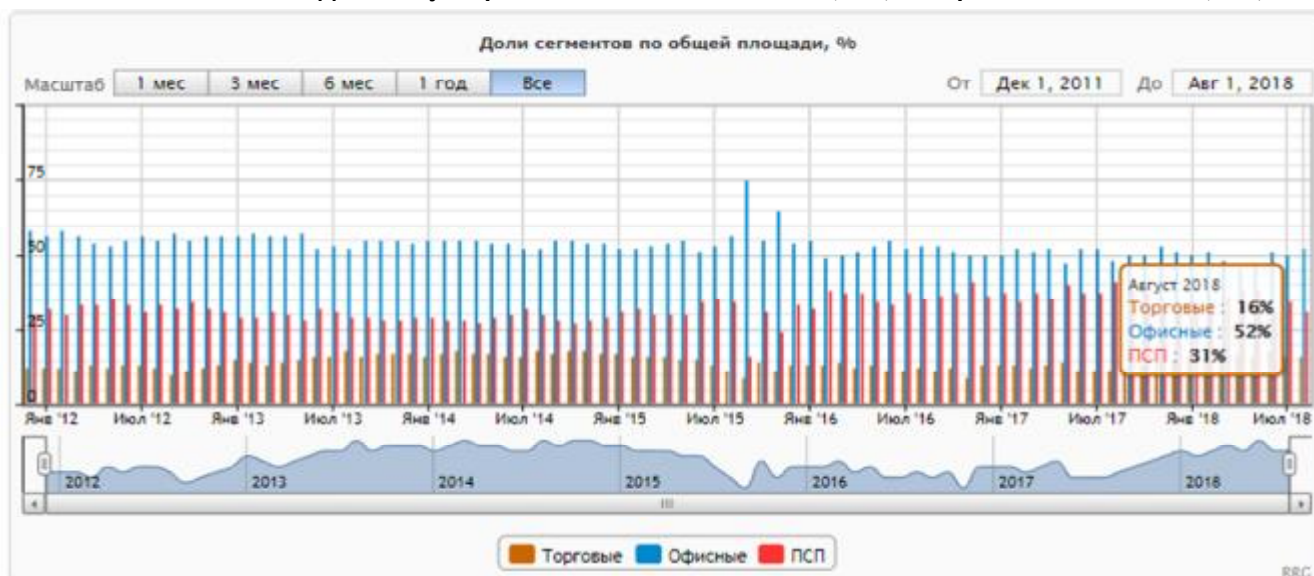 Доли сегментов по общей площади, %
Масштаб 1 мес 3 мес 6 мес 1 год Все От Дек 1, 2011 До Авг 1, 2018
75
50
25
0
Янв '12 Июл '12 Янв '13 Июл '13 Янв '14 Июл '14 Янв '15 Июл '15 Янв '16 Июл '16 Янв '17 Июл '17 Янв '18 Июл '18
Август 2018
Торговые : 16%
Офисные : 52%
ПСП : 31%
2012 2013 2014 2015 2016 2017 2018
Торговые Офисные ПСП
RRG